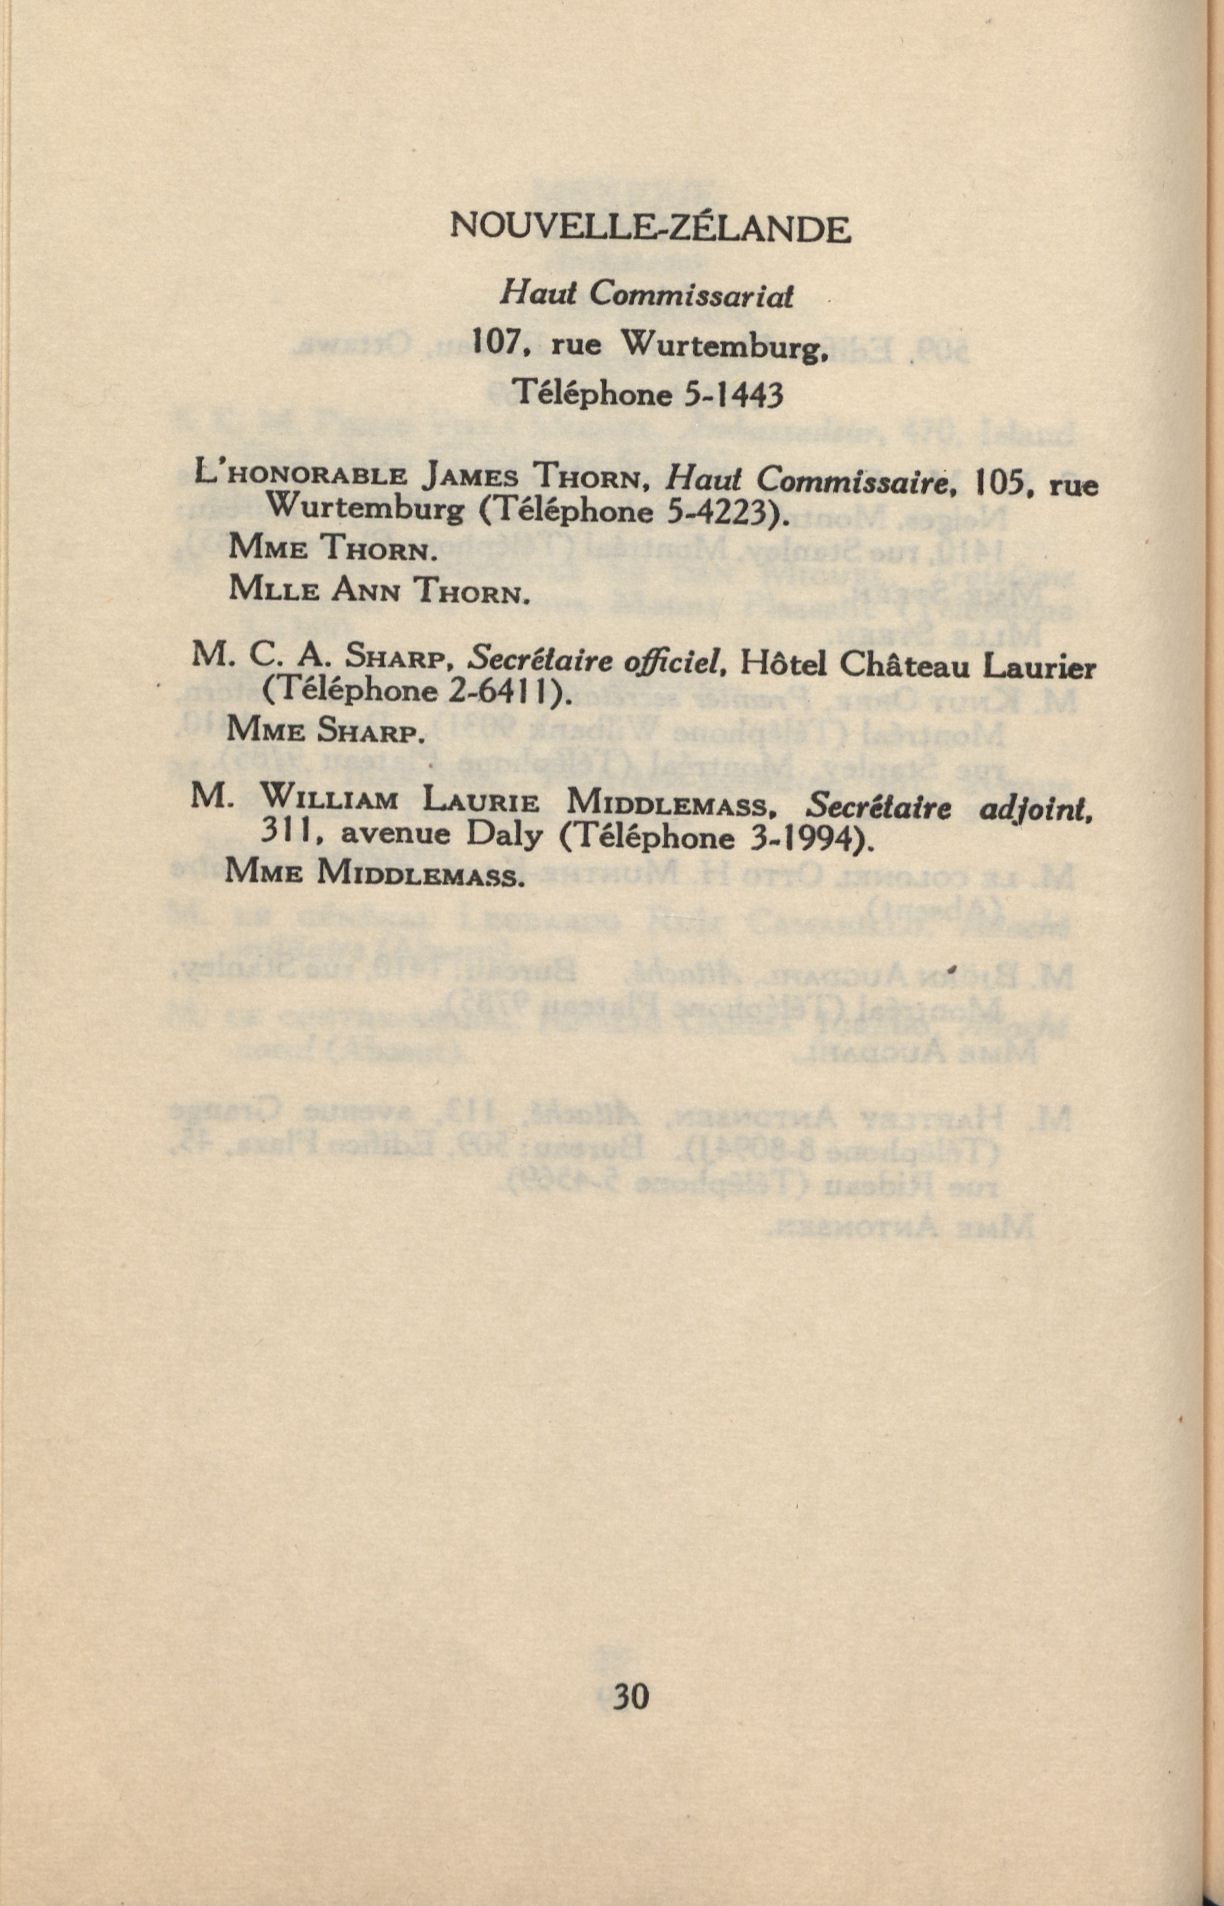 NOUVELLE-ZÉLANDE
Haut Commissariat
107, rue Wurtemburg,
Téléphone 5-1443
L'HONORABLE JAMES THORN, Haut Commissaire, 105, rue
Wurtemburg (Téléphone 5-4223).
MME THORN.
MLLE ANN THORN.
M. C. A. SHARP, Secrétaire officiel, Hôtel Château Laurier
(Téléphone 2-6411).
MME SHARP.
M. WILLIAM LAURIE MIDDLEMASS, Secrétaire adjoint,
311, avenue Daly (Téléphone 3-1994).
MME MIDDLEMASS.
30